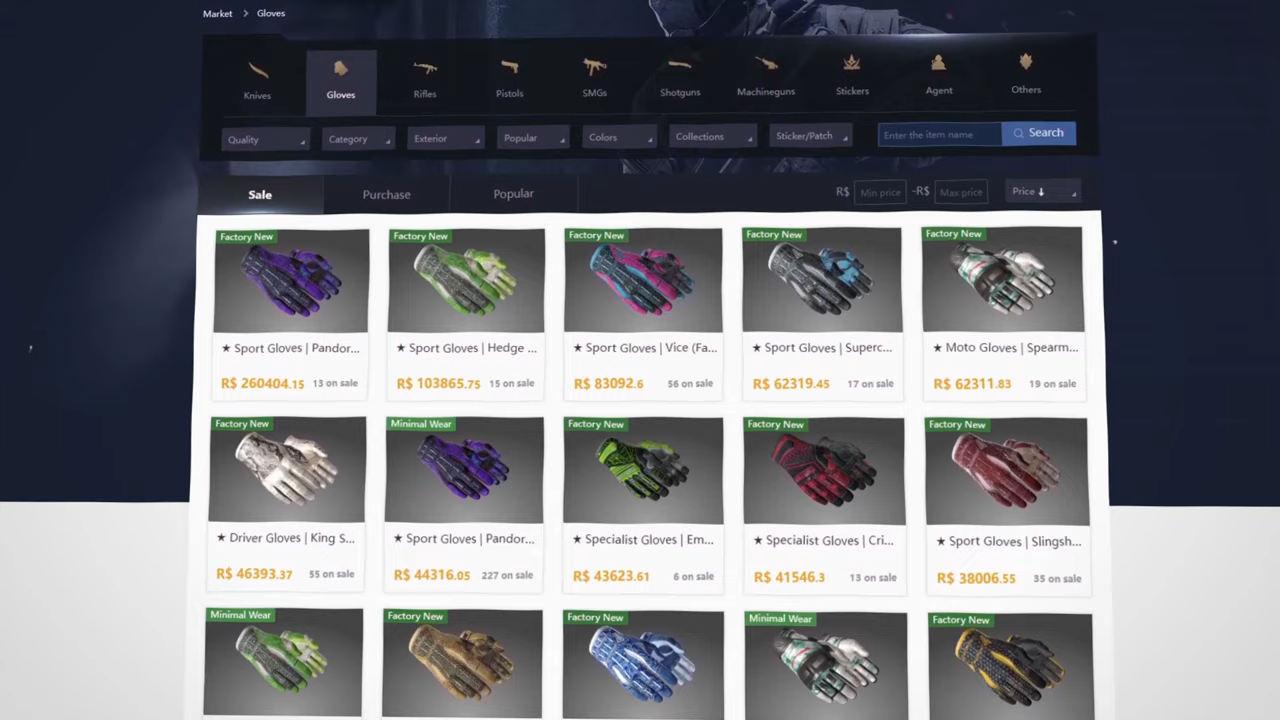 Market > Gloves
Knives Gloves Rifles Pistols SMGs Shotguns Machineguns Stickers Agent Others
Quality Category Exterior Popular Colors Collections Sticker/Patch Enter the item name Search
Sale Purchase Popular R$ Min price -R$ Max price Price ↓
Factory New Factory New Factory New Factory New Factory New
★ Sport Gloves | Pandor... ★ Sport Gloves | Hedge ... ★ Sport Gloves | Vice (Fa... ★ Sport Gloves | Superc... ★ Moto Gloves | Spearm...
R$ 260404.15 13 on sale R$ 103865.75 15 on sale R$ 83092.6 56 on sale R$ 62319.45 17 on sale R$ 62311.83 19 on sale
Factory New Minimal Wear Factory New Factory New Factory New
★ Driver Gloves | King S... ★ Sport Gloves | Pandor... ★ Specialist Gloves | Em... ★ Specialist Gloves | Cri... ★ Sport Gloves | Slingsh...
R$ 46393.37 55 on sale R$ 44316.05 227 on sale R$ 43623.61 6 on sale R$ 41546.3 13 on sale R$ 38006.55 35 on sale
Minimal Wear Factory New Factory New Minimal Wear Factory New